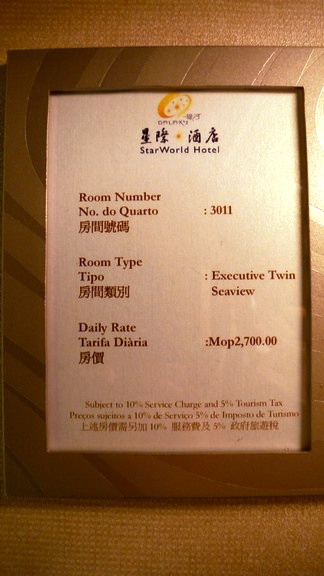 GALAXY 銀河
星際酒店
StarWorld Hotel
Room Number
No. do Quarto : 3011
房間號碼
Room Type
Tipo : Executive Twin
房間類別 Seaview
Daily Rate
Tarifa Diària :Mop2,700.00
房價
Subject to 10% Service Charge and 5% Tourism Tax
Preços sujeitos a 10% de Serviço 5% de Imposto de Turismo
上述房價需另加 10% 服務費及 5% 政府旅遊稅